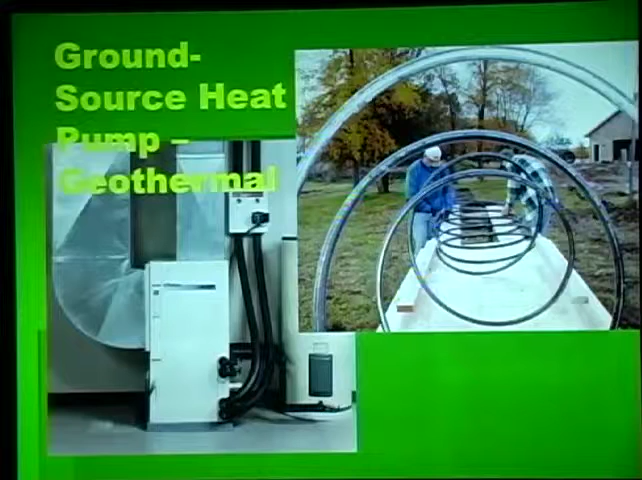 Ground-
Source Heat
Pump –
Geothermal